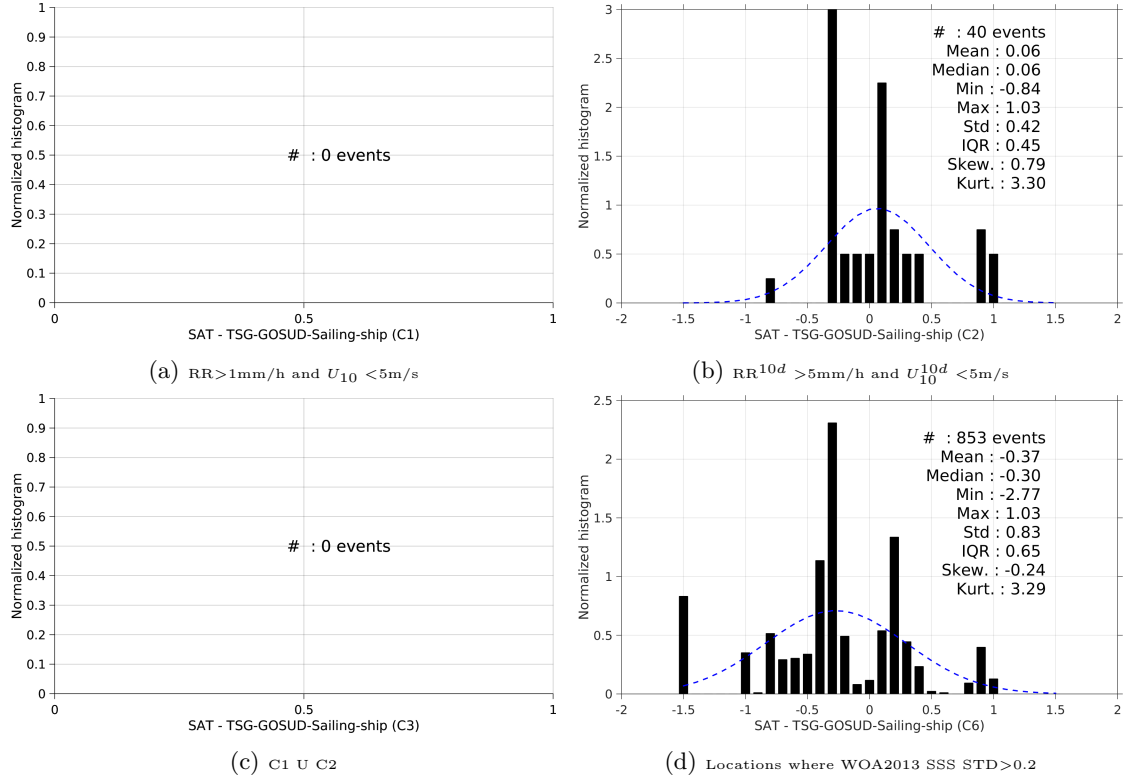 1
0.9
0.8
0.7
0.6
0.5
0.4
0.3
0.2
0.1
0
Normalized histogram
# : 0 events
0 0.5 1
SAT - TSG-GOSUD-Sailing-ship (C1)
(a) RR>1mm/h and U10 <5m/s
3
2.5
2
1.5
1
0.5
0
Normalized histogram
# : 40 events
Mean : 0.06
Median : 0.06
Min : -0.84
Max : 1.03
Std : 0.42
IQR : 0.45
Skew. : 0.79
Kurt. : 3.30
-2 -1.5 -1 -0.5 0 0.5 1 1.5 2
SAT - TSG-GOSUD-Sailing-ship (C2)
(b) RR10d >5mm/h and U10d10 <5m/s
1
0.9
0.8
0.7
0.6
0.5
0.4
0.3
0.2
0.1
0
Normalized histogram
# : 0 events
0 0.5 1
SAT - TSG-GOSUD-Sailing-ship (C3)
(c) C1 U C2
2.5
2
1.5
1
0.5
0
Normalized histogram
# : 853 events
Mean : -0.37
Median : -0.30
Min : -2.77
Max : 1.03
Std : 0.83
IQR : 0.65
Skew. : -0.24
Kurt. : 3.29
-2 -1.5 -1 -0.5 0 0.5 1 1.5 2
SAT - TSG-GOSUD-Sailing-ship (C6)
(d) Locations where WOA2013 SSS STD>0.2